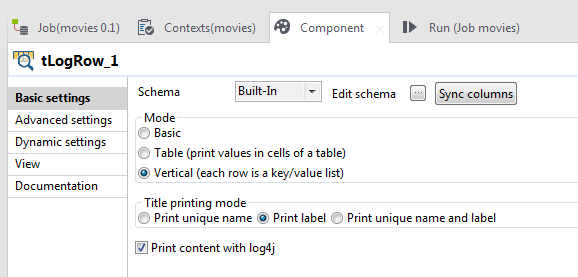 Job(movies 0.1) Contexts(movies) Component Run (Job movies)
tLogRow_1
Basic settings
Advanced settings
Dynamic settings
View
Documentation
Schema Built-In Edit schema ... Sync columns
Mode
Basic
Table (print values in cells of a table)
Vertical (each row is a key/value list)
Title printing mode
Print unique name Print label Print unique name and label
Print content with log4j